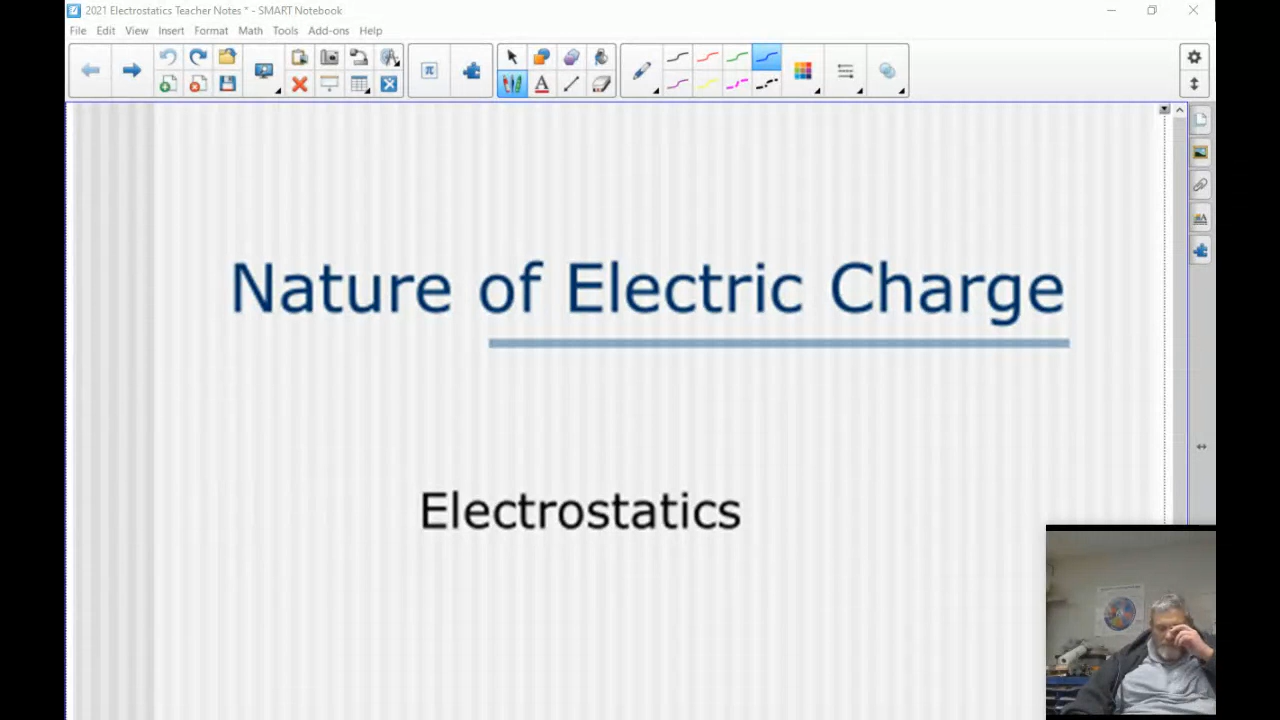 2021 Electrostatics Teacher Notes * - SMART Notebook
File Edit View Insert Format Math Tools Add-ons Help
π
A
Nature of Electric Charge
Electrostatics